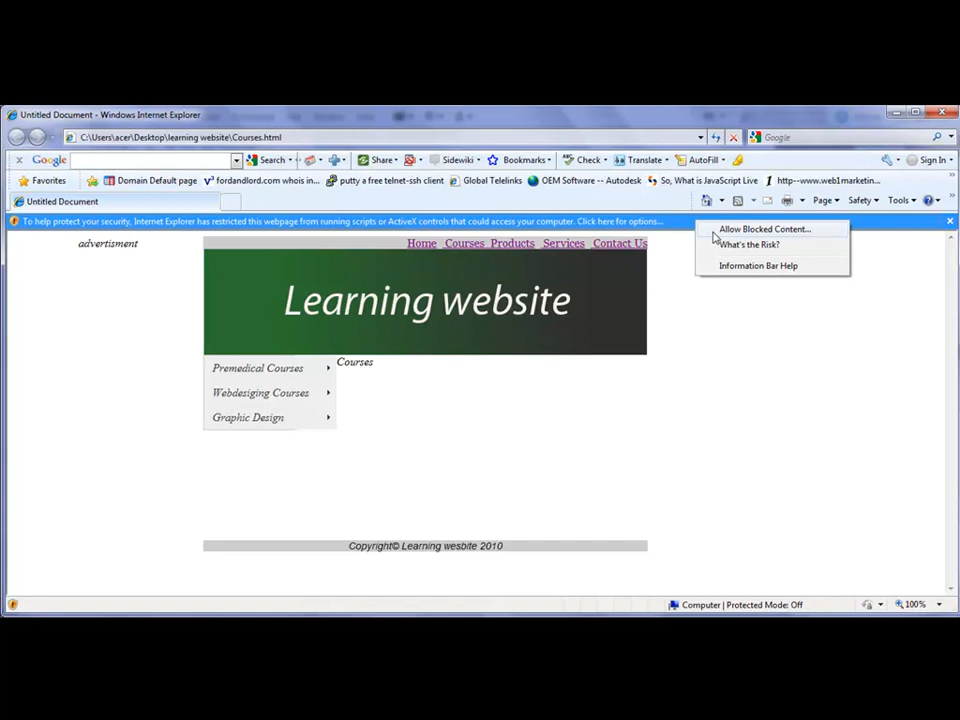 Untitled Document - Windows Internet Explorer
C:\Users\acer\Desktop\learning website\Courses.html
Google
Google Search Share Sidewiki Bookmarks Check Translate AutoFill Sign In
Favorites Domain Default page fordandlord.com whois in... putty a free telnet-ssh client Global Telelinks OEM Software -- Autodesk So, What is JavaScript Live http--www.web1marketin...
Untitled Document Page Safety Tools
To help protect your security, Internet Explorer has restricted this webpage from running scripts or ActiveX controls that could access your computer. Click here for options...
Allow Blocked Content...
What's the Risk?
Information Bar Help
advertisment
Home Courses Products Services Contact Us
Learning website
Courses
Premedical Courses
Webdesiging Courses
Graphic Design
Copyright© Learning wesbite 2010
Computer | Protected Mode: Off 100%